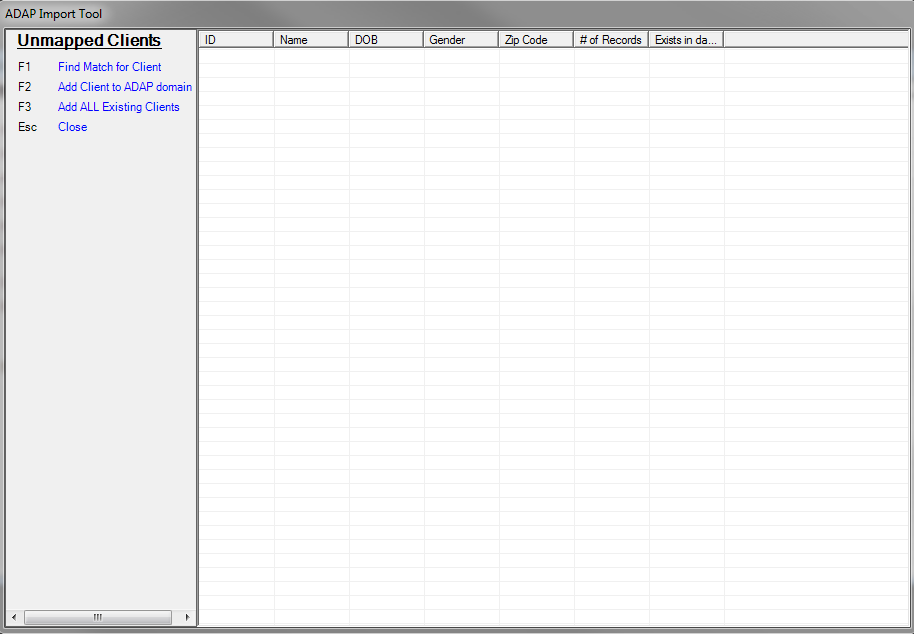 ADAP Import Tool
Unmapped Clients
F1 Find Match for Client
F2 Add Client to ADAP domain
F3 Add ALL Existing Clients
Esc Close
ID Name DOB Gender Zip Code # of Records Exists in da...